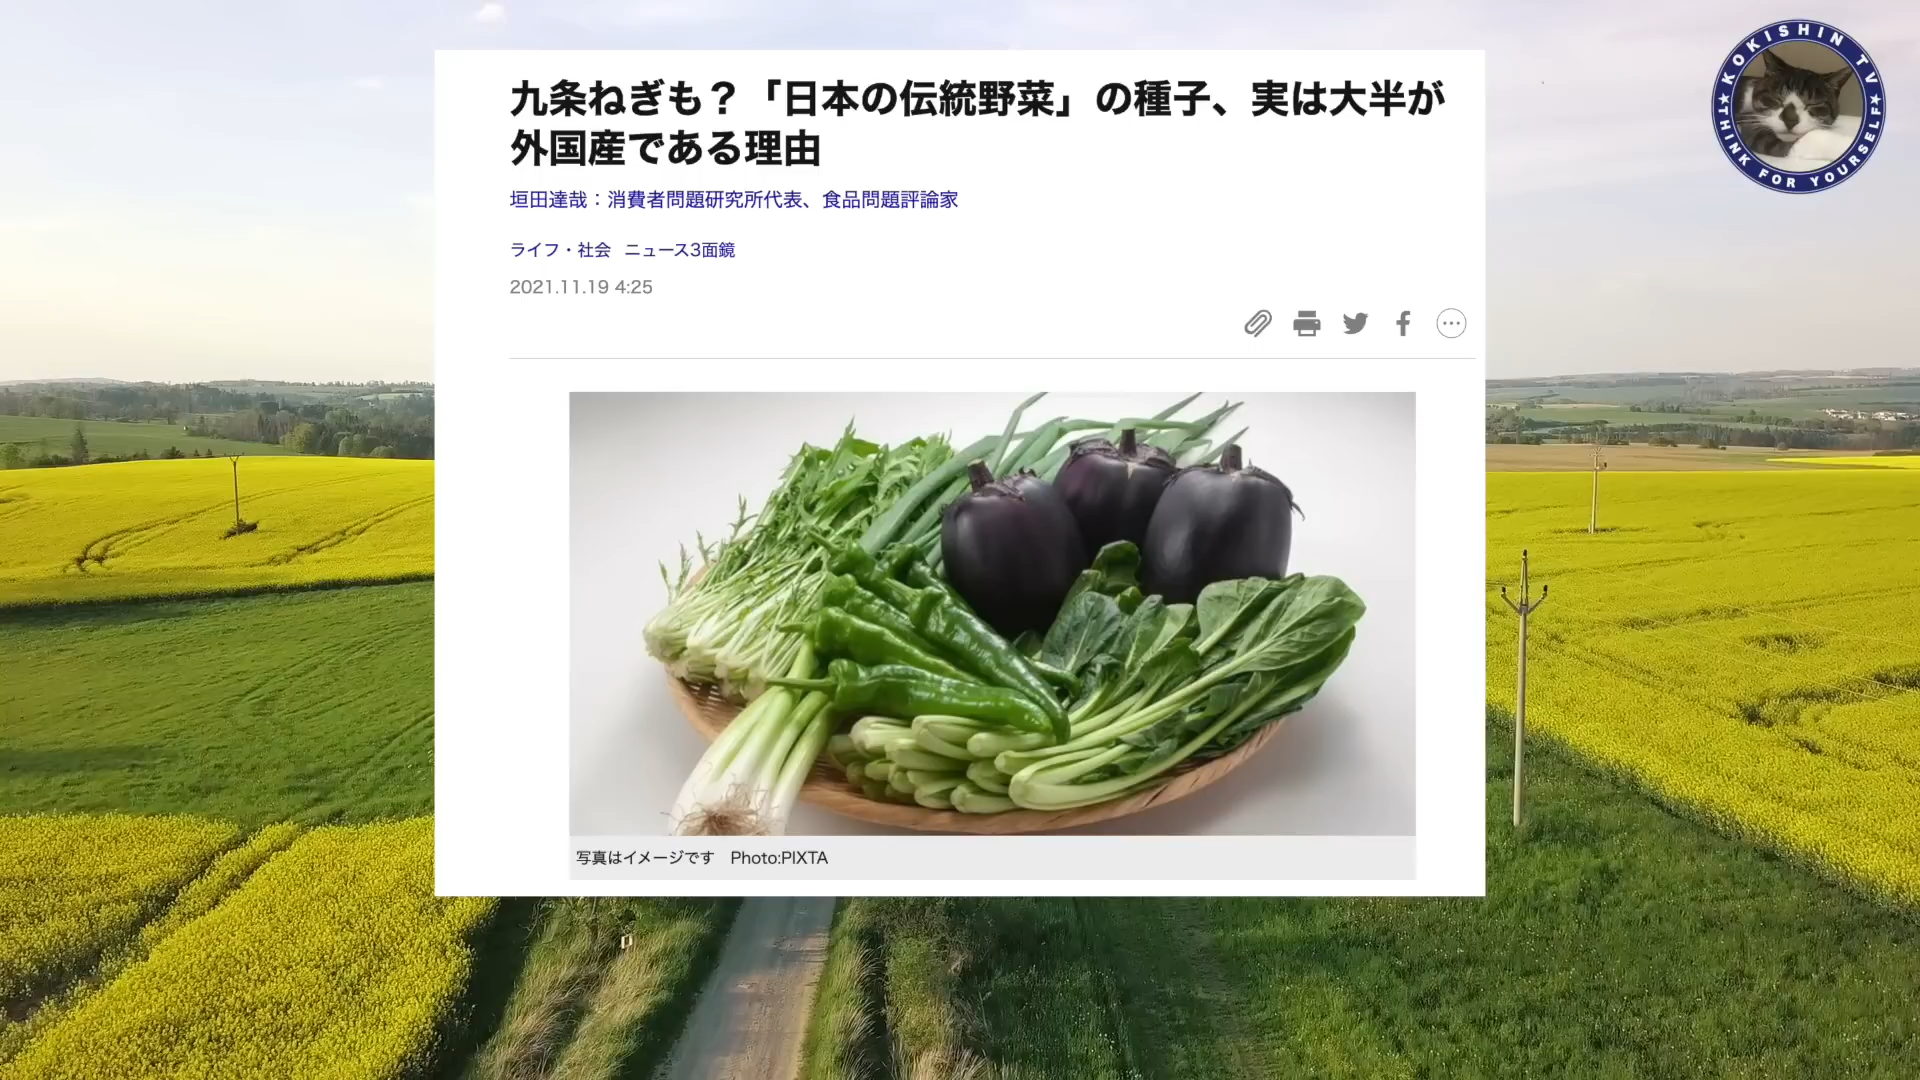 九条ねぎも？「日本の伝統野菜」の種子、実は大半が
外国産である理由
垣田達哉：消費者問題研究所代表、食品問題評論家
ライフ・社会 ニュース3面鏡
2021.11.19 4:25
写真はイメージです Photo:PIXTA
KOKISHIN TV
THINK FOR YOURSELF